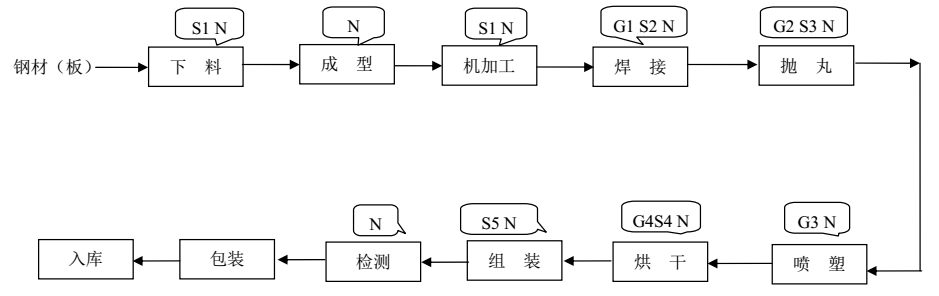 S1 N
N
S1 N
G1 S2 N
G2 S3 N
钢材（板）
下 料
成 型
机加工
焊 接
抛 丸
N
S5 N
G4S4 N
G3 N
入库
包装
检测
组 装
烘 干
喷 塑